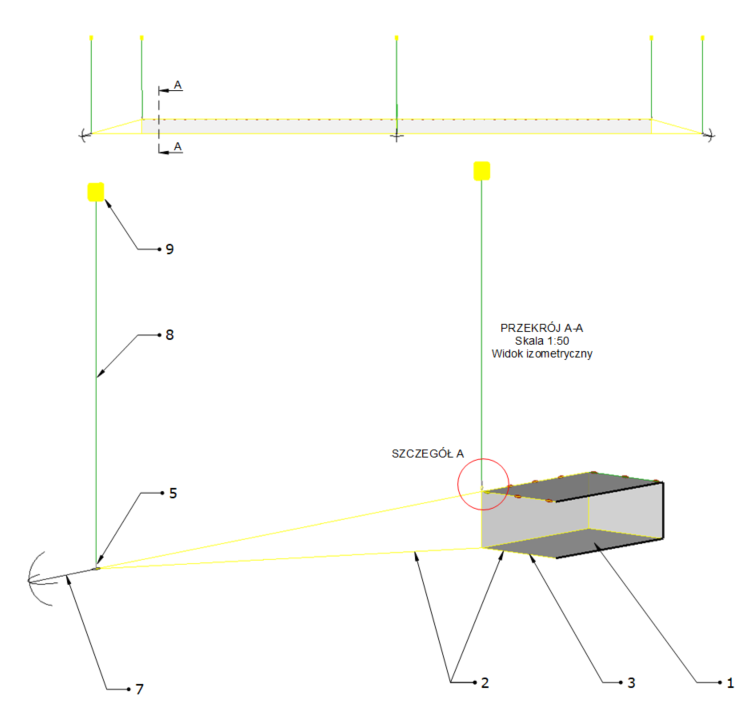 A
A
9
8
PRZEKRÓJ A-A
Skala 1:50
Widok izometryczny
SZCZEGÓŁ A
5
7
2
3
1